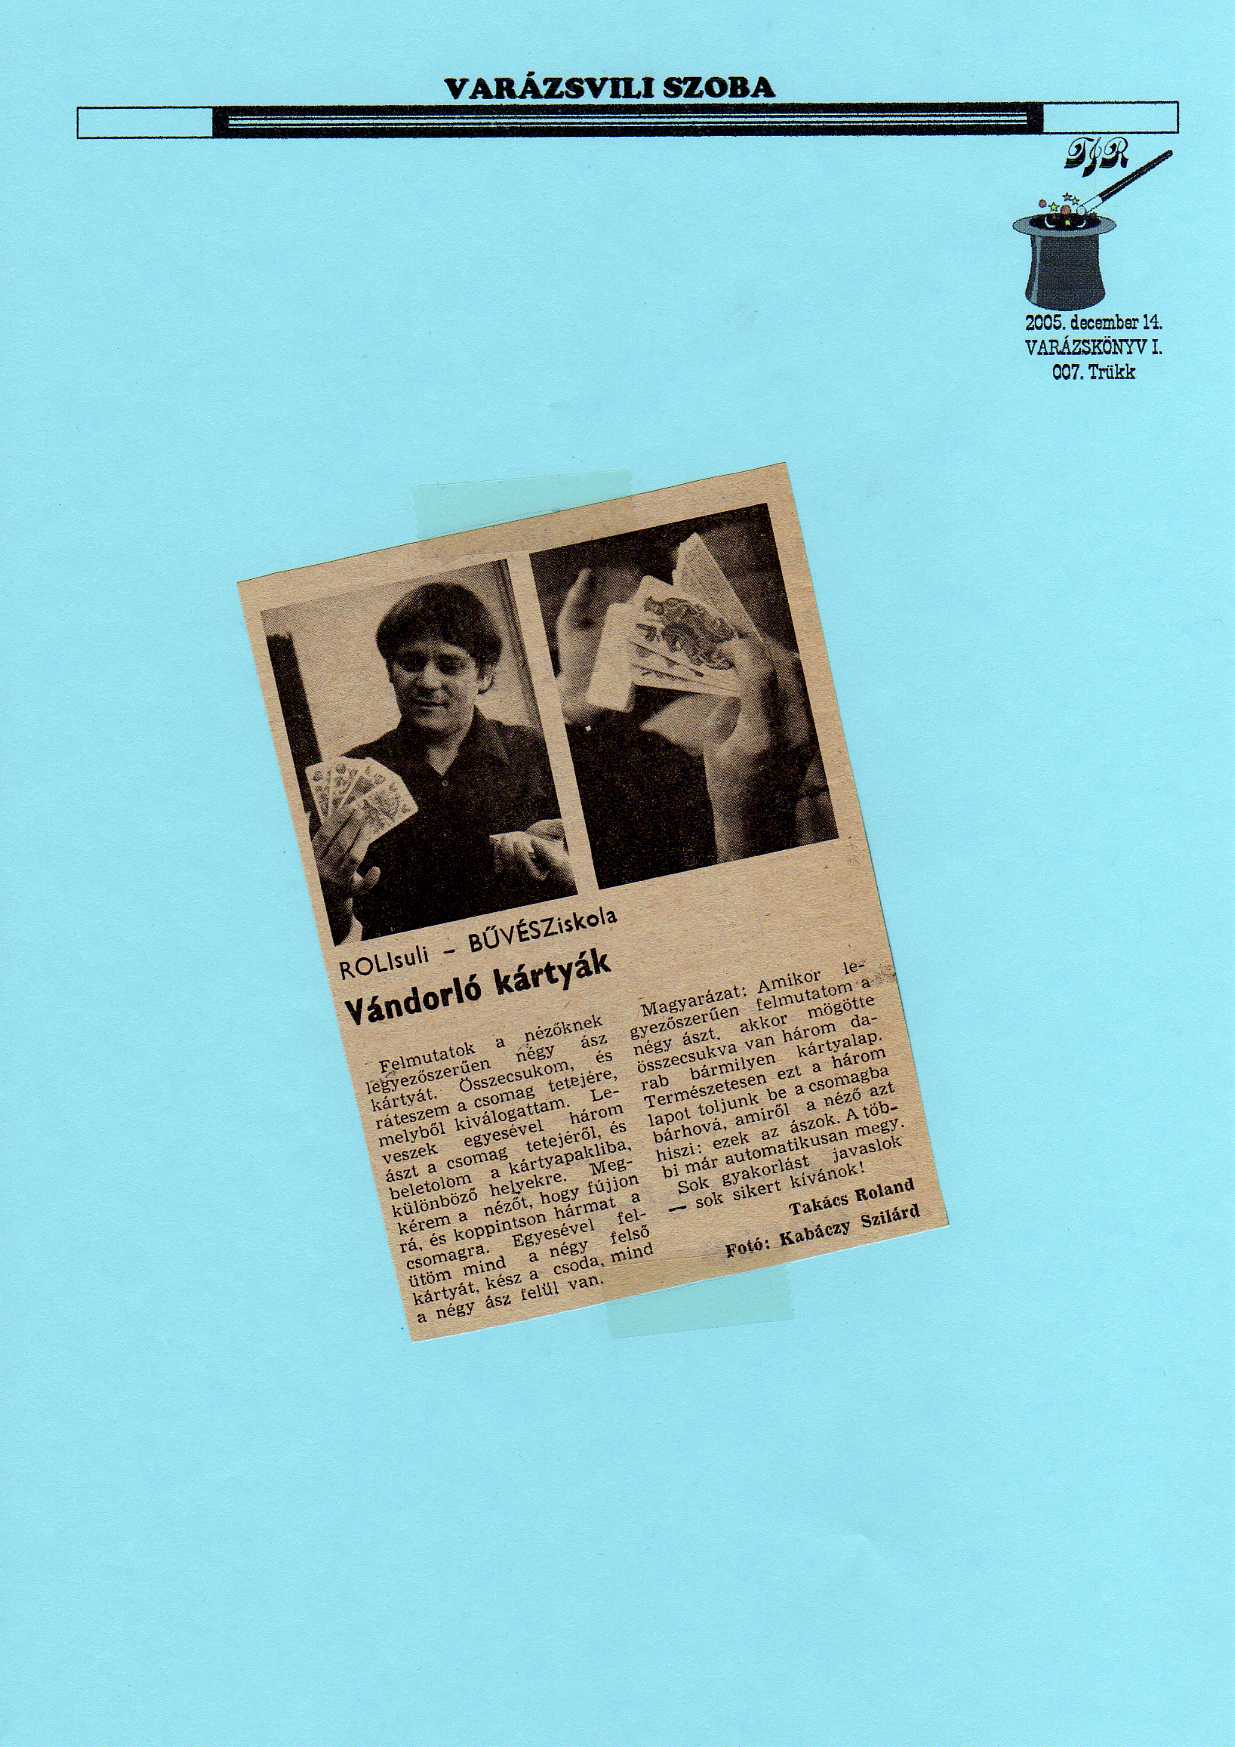 VARÁZSVILI SZOBA
TJR
2005. december 14.
VARÁZSKÖNYV I.
007. Trükk
ROLIsuli – BŰVÉSZiskola
Vándorló kártyák
Felmutatok a nézőknek
legyezőszerűen négy ász
kártyát. Összecsukom, és
ráteszem a csomag tetejére,
melyből kiválogattam. Le-
veszek egyesével három
ászt a csomag tetejéről, és
beletolom a kártyapakliba,
különböző helyekre. Meg-
kérem a nézőt, hogy fújjon
rá, és koppintson hármat a
csomagra. Egyesével fel-
ütöm mind a négy felső
kártyát, kész a csoda, mind
a négy ász felül van.
Magyarázat: Amikor le-
gyezőszerűen felmutatom a
négy ászt, akkor mögötte
összecsukva van három da-
rab bármilyen kártyalap.
Természetesen ezt a három
lapot toljunk be a csomagba
bárhová, amiről a néző azt
hiszi: ezek az ászok. A töb-
bi már automatikusan megy.
Sok gyakorlást javaslok
— sok sikert kívánok!
Takács Roland
Fotó: Kabáczy Szilárd